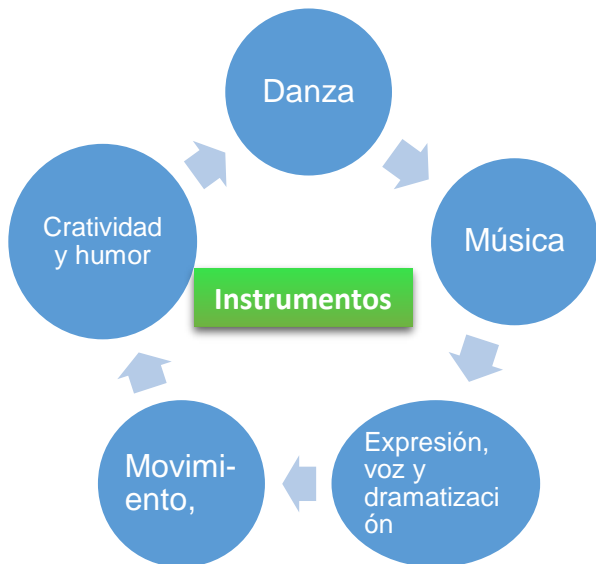 Danza
Música
Expresión,
voz y
dramatizaci
ón
Movimi-
ento,
Cratividad
y humor
Instrumentos